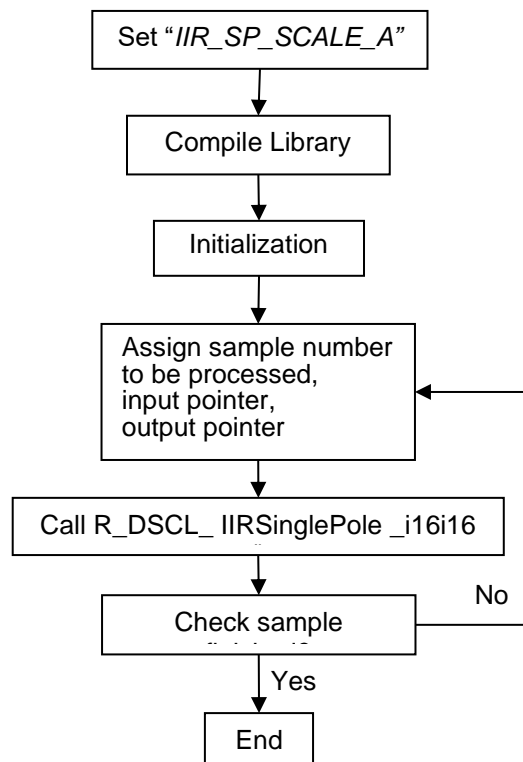 Set “IIR_SP_SCALE_A”
Compile Library
Initialization
Assign sample number
to be processed,
input pointer,
output pointer
Call R_DSCL_ IIRSinglePole _i16i16
No
Check sample
Yes
End